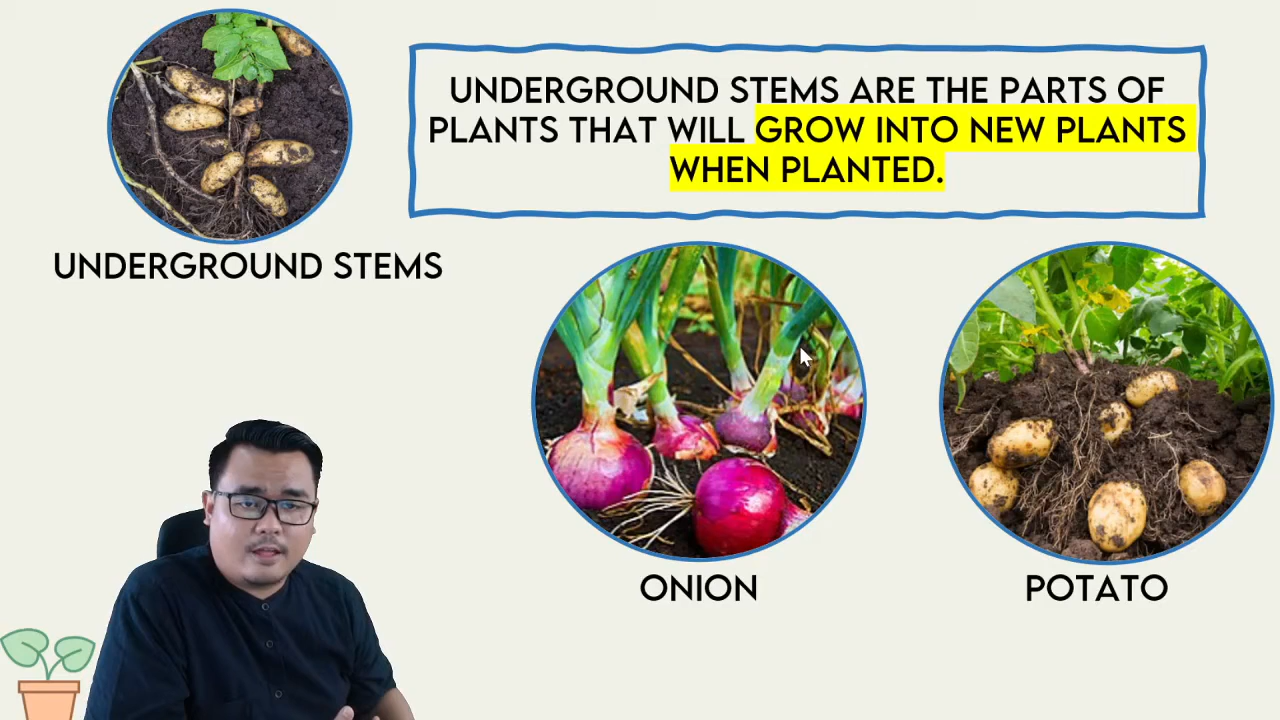 UNDERGROUND STEMS ARE THE PARTS OF
PLANTS THAT WILL GROW INTO NEW PLANTS
WHEN PLANTED.
UNDERGROUND STEMS
ONION
POTATO